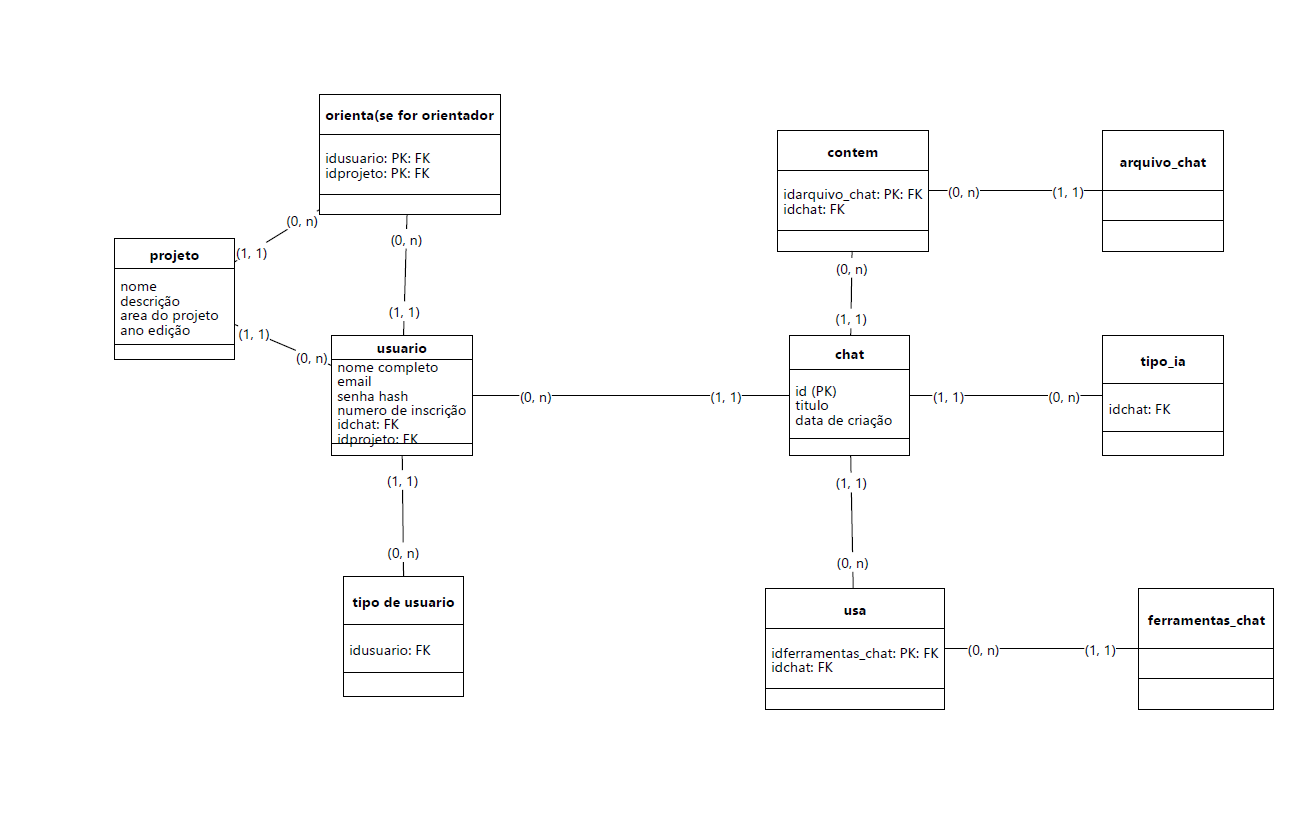 orienta(se for orientador
idusuario: PK: FK
idprojeto: PK: FK
(0, n)
(1, 1)
(0, n)
(1, 1)
projeto
nome
descrição
area do projeto
ano edição
(1, 1)
(0, n)
usuario
nome completo
email
senha hash
numero de inscrição
idchat: FK
idprojeto: FK
(0, n)
(1, 1)
(1, 1)
(0, n)
tipo de usuario
idusuario: FK
contem
idarquivo_chat: PK: FK
idchat: FK
(0, n)
(1, 1)
arquivo_chat
(0, n)
(1, 1)
chat
id (PK)
titulo
data de criação
(1, 1)
(0, n)
tipo_ia
idchat: FK
(1, 1)
(0, n)
usa
idferramentas_chat: PK: FK
idchat: FK
(0, n)
(1, 1)
ferramentas_chat